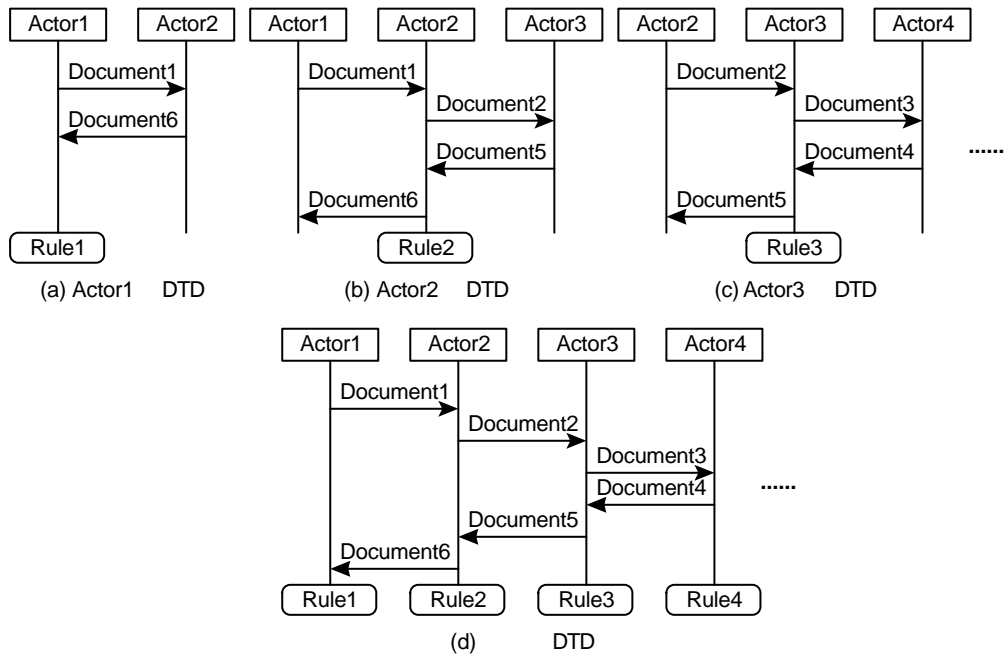 Actor1 Actor2 Actor1 Actor2 Actor3 Actor2 Actor3 Actor4
Document1 Document1 Document2
Document2 Document3
Document6 Document5 Document4 ......
Document6 Document5
Rule1 Rule2 Rule3
(a) Actor1 DTD (b) Actor2 DTD (c) Actor3 DTD
Actor1 Actor2 Actor3 Actor4
Document1
Document2
Document3
Document4 ......
Document5
Document6
Rule1 Rule2 Rule3 Rule4
(d) DTD